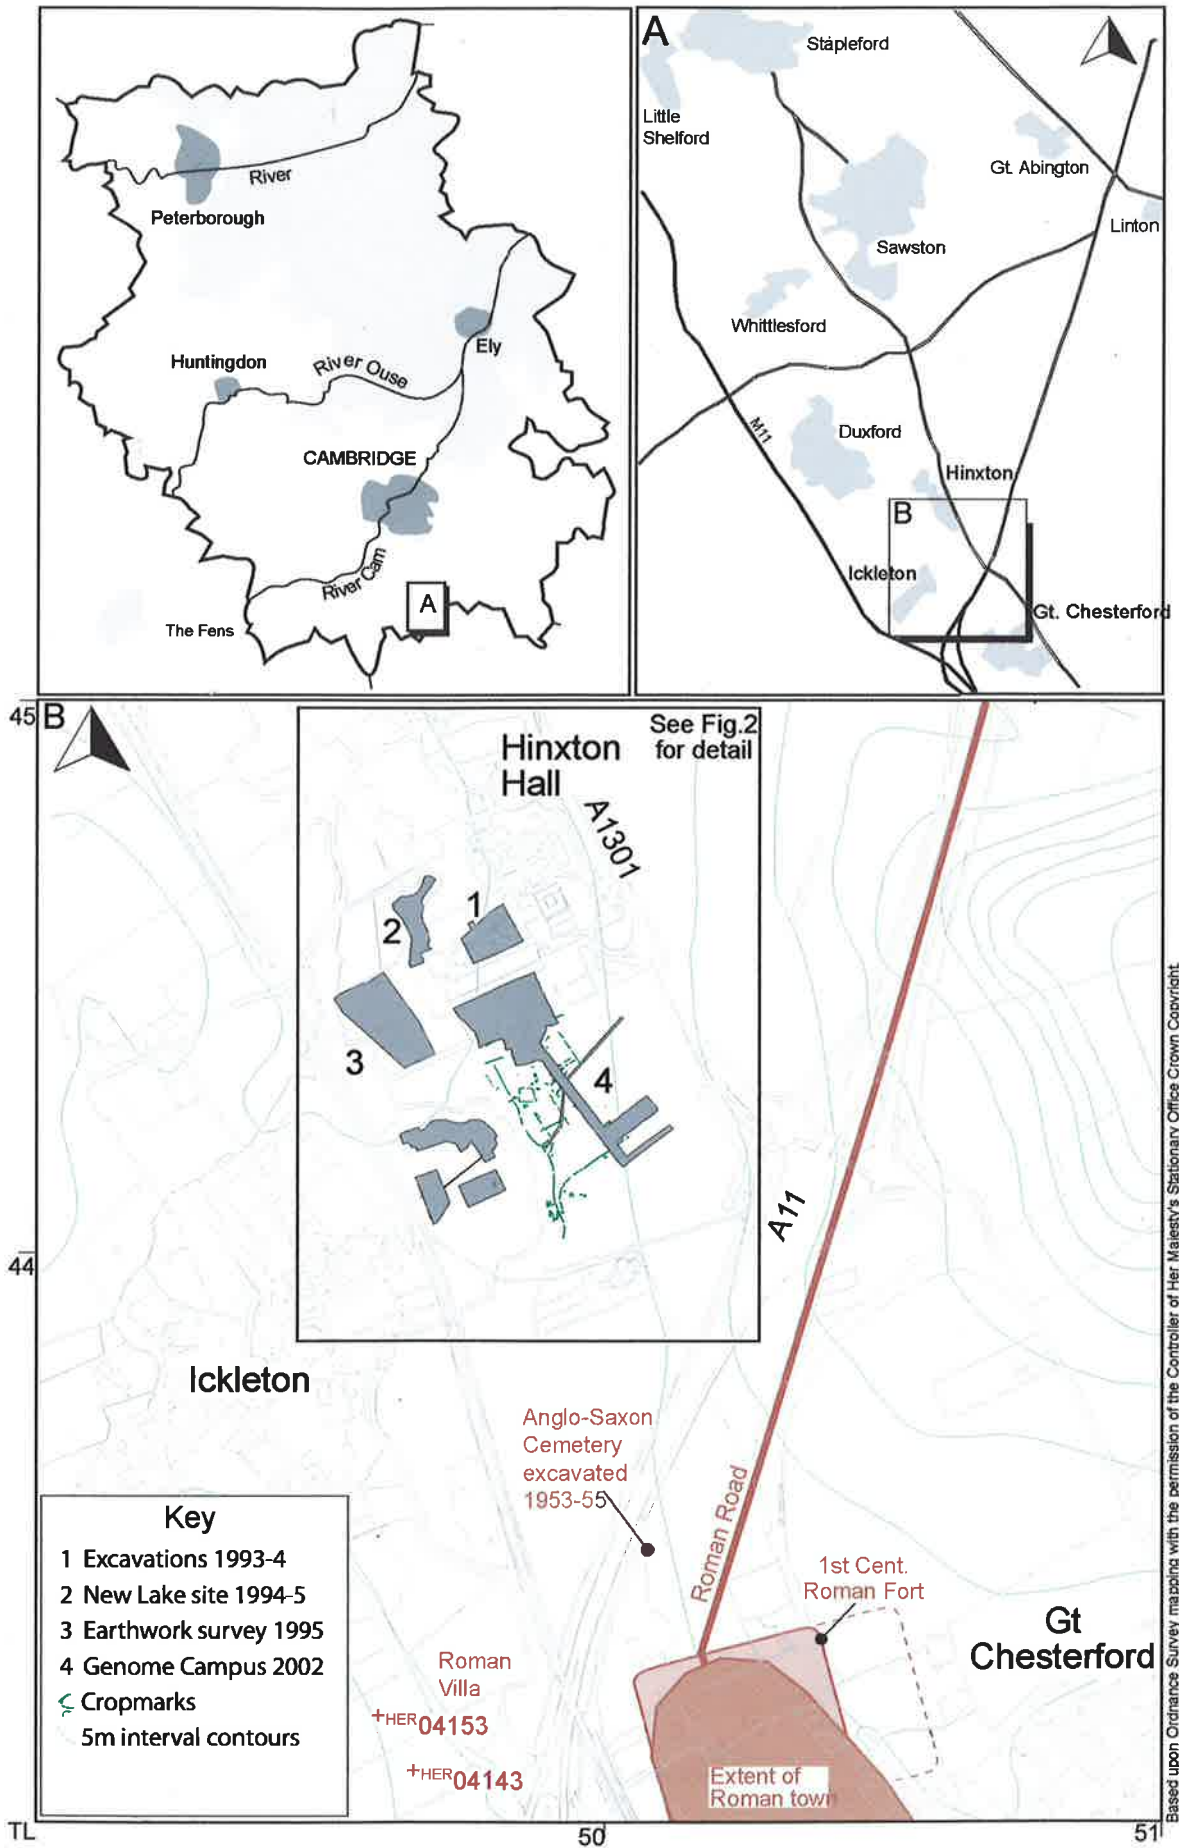 River
Peterborough
Huntingdon
River Ouse
Ely
CAMBRIDGE
River Cam
A
The Fens
A
Stapleford
Little
Shelford
Gt. Abington
Linton
Sawston
Whittlesford
M11
Duxford
Hinxton
B
Ickleton
Gt. Chesterford
45
B
Hinxton
Hall
See Fig.2
for detail
A1301
1
2
3
4
A11
44
Ickleton
Anglo-Saxon
Cemetery
excavated
1953-55
Roman Road
1st Cent.
Roman Fort
Gt
Chesterford
Roman
Villa
+HER04153
+HER04143
Extent of
Roman town
Key
1 Excavations 1993-4
2 New Lake site 1994-5
3 Earthwork survey 1995
4 Genome Campus 2002
Cropmarks
5m interval contours
TL
50
51
Based upon Ordnance Survey mapping with the permission of the Controller of Her Majesty's Stationary Office Crown Copyright.